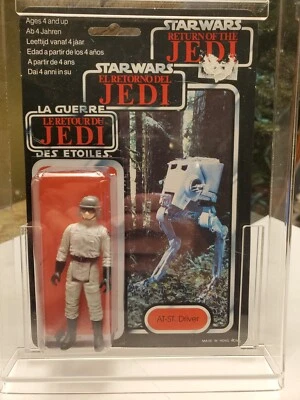 Ages 4 and up
Ab 4 Jahren
Leeftijd vanaf 4 jaar
Edad a partir de los 4 años
A partir de 4 ans
Dai 4 anni in su
STAR WARS
RETURN OF THE
JEDI
STAR WARS
EL RETORNO DEL
JEDI
LA GUERRE
LE RETOUR DU
JEDI
DES ETOILES
AT-ST Driver